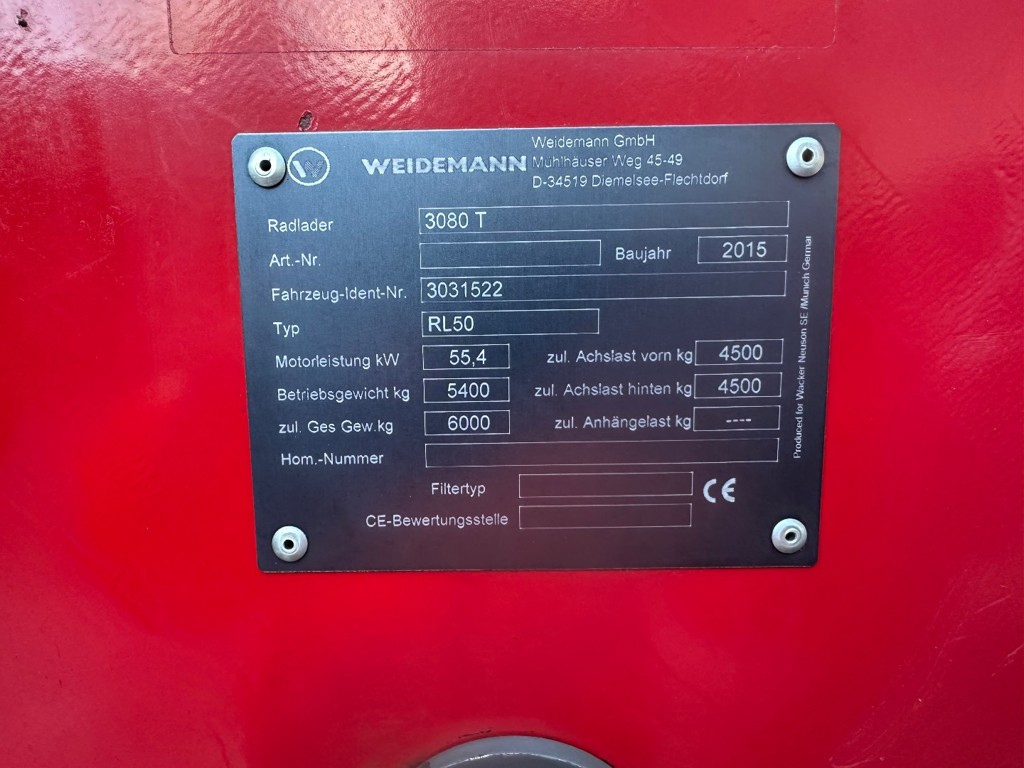 W WEIDEMANN
Weidemann GmbH
Mühlhäuser Weg 45-49
D-34519 Diemelsee-Flechtdorf
Radlader 3080 T
Art.-Nr. Baujahr 2015
Fahrzeug-Ident-Nr. 3031522
Typ RL50
Motorleistung kW 55,4 zul. Achslast vorn kg 4500
Betriebsgewicht kg 5400 zul. Achslast hinten kg 4500
zul. Ges Gew.kg 6000 zul. Anhängelast kg ----
Hom.-Nummer
Filtertyp CE
CE-Bewertungsstelle
Produced for Wacker Neuson SE /Munich German